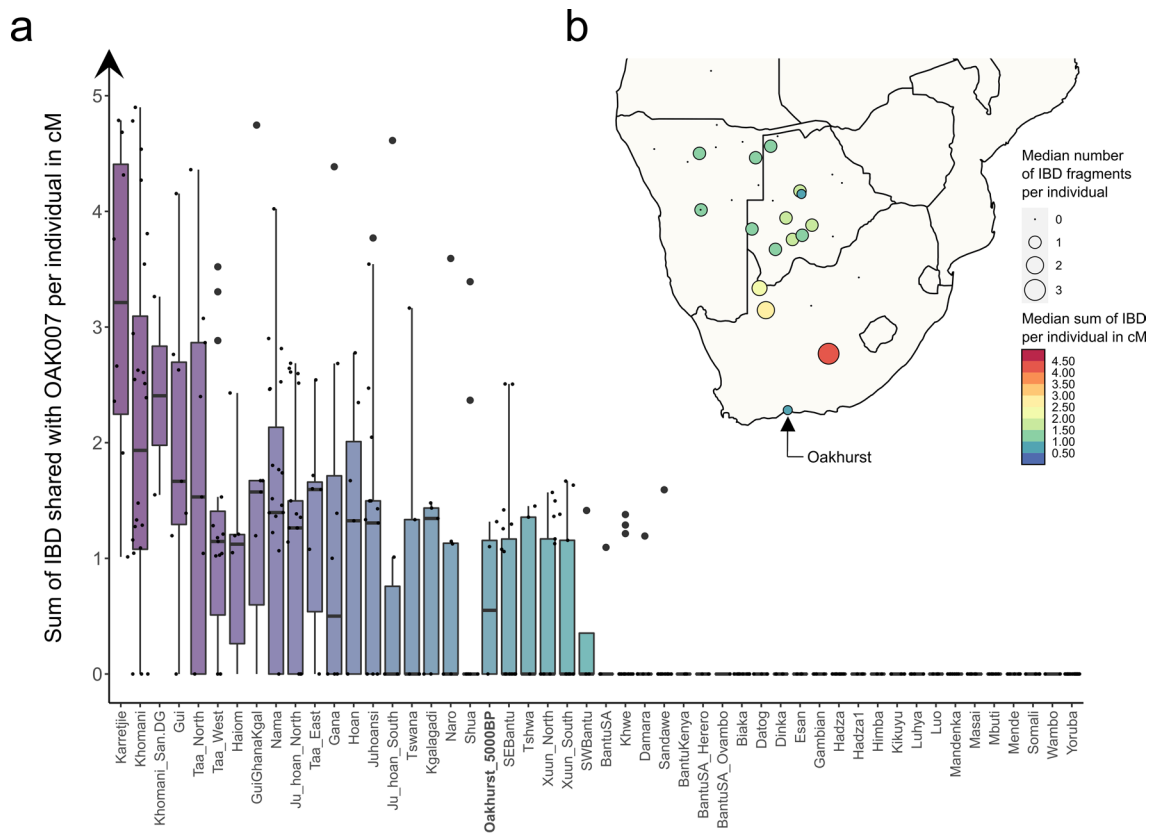 a
b
Sum of IBD shared with OAK007 per individual in cM
5
4
3
2
1
0
Karretjie
Khomani
Khomani_San.DG
Gui
Taa_North
Taa_West
Haiom
GuiGhanaKgal
Nama
Ju_hoan_North
Taa_East
Gana
Hoan
Juhoansi
Ju_hoan_South
Tswana
Kgalagadi
Naro
Shua
Oakhurst_5000BP
SEBantu
Tshwa
Xuun_North
Xuun_South
SWBantu
BantuSA
Khwe
Damara
Sandawe
BantuKenya
BantuSA_Herero
BantuSA_Ovambo
Biaka
Datog
Dinka
Esan
Gambian
Hadza
Hadza1
Himba
Kikuyu
Luhya
Luo
Mandenka
Masai
Mbuti
Mende
Somali
Wambo
Yoruba
Oakhurst
Median number
of IBD fragments
per individual
0
1
2
3
Median sum of IBD
per individual in cM
4.50
4.00
3.50
3.00
2.50
2.00
1.50
1.00
0.50